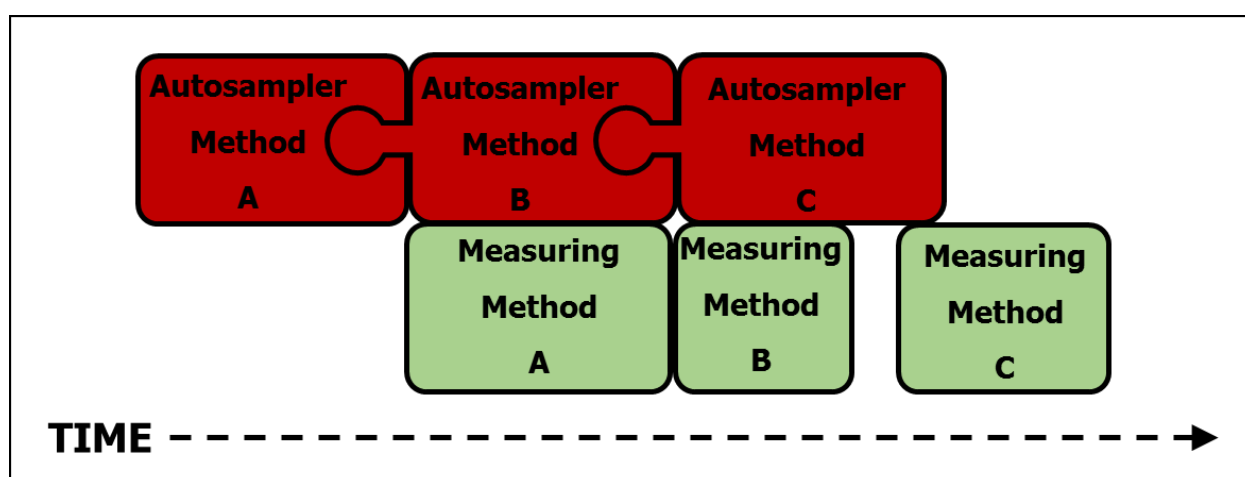 Autosampler
Method
A
Autosampler
Method
B
Autosampler
Method
C
Measuring
Method
A
Measuring
Method
B
Measuring
Method
C
TIME